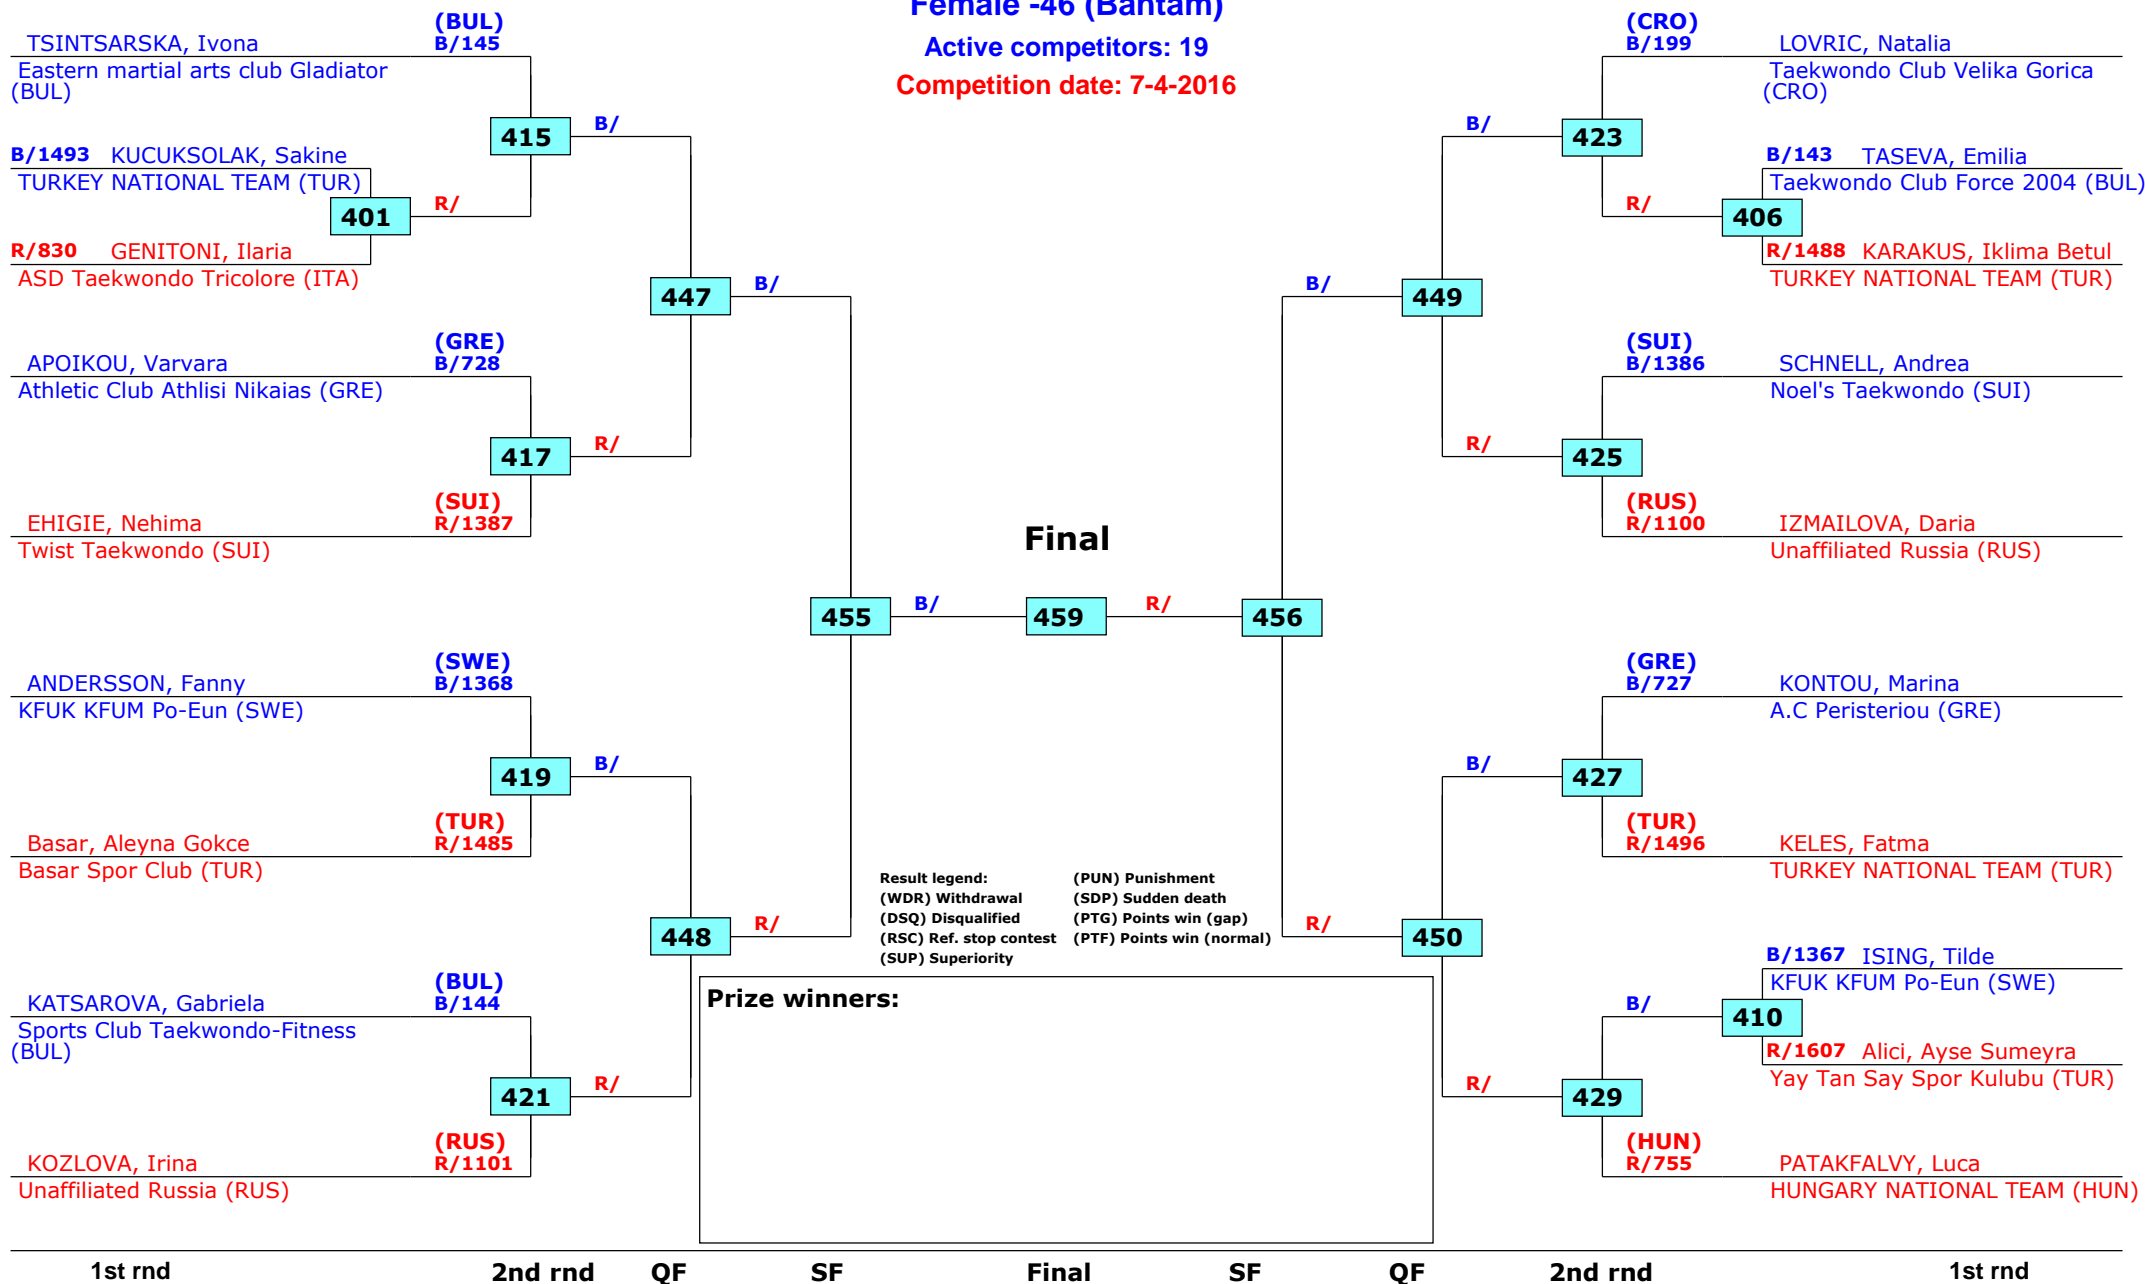 Female -46 (Bantam)
Active competitors: 19
Competition date: 7-4-2016
(BUL)
TSINTSARSKA, Ivona B/145
Eastern martial arts club Gladiator
(BUL)
415
B/
B/1493 KUCUKSOLAK, Sakine
TURKEY NATIONAL TEAM (TUR)
401
R/
R/830 GENITONI, Ilaria
ASD Taekwondo Tricolore (ITA)
447
B/
(GRE)
APOIKOU, Varvara B/728
Athletic Club Athlisi Nikaias (GRE)
417
R/
(SUI)
EHIGIE, Nehima R/1387
Twist Taekwondo (SUI)
455
B/
(SWE)
ANDERSSON, Fanny B/1368
KFUK KFUM Po-Eun (SWE)
419
B/
(TUR)
Basar, Aleyna Gokce R/1485
Basar Spor Club (TUR)
448
R/
(BUL)
KATSAROVA, Gabriela B/144
Sports Club Taekwondo-Fitness
(BUL)
421
R/
(RUS)
KOZLOVA, Irina R/1101
Unaffiliated Russia (RUS)
Final
459
R/
456
(CRO)
B/199 LOVRIC, Natalia
Taekwondo Club Velika Gorica
(CRO)
B/
423
B/143 TASEVA, Emilia
Taekwondo Club Force 2004 (BUL)
R/
406
R/1488 KARAKUS, Iklima Betul
TURKEY NATIONAL TEAM (TUR)
B/
449
(SUI)
B/1386 SCHNELL, Andrea
Noel's Taekwondo (SUI)
R/
425
(RUS)
R/1100 IZMAILOVA, Daria
Unaffiliated Russia (RUS)
(GRE)
B/727 KONTOU, Marina
A.C Peristeriou (GRE)
B/
427
(TUR)
R/1496 KELES, Fatma
TURKEY NATIONAL TEAM (TUR)
R/
450
B/1367 ISING, Tilde
KFUK KFUM Po-Eun (SWE)
B/
410
R/1607 Alici, Ayse Sumeyra
Yay Tan Say Spor Kulubu (TUR)
R/
429
(HUN)
R/755 PATAKFALVY, Luca
HUNGARY NATIONAL TEAM (HUN)
Result legend: (PUN) Punishment
(WDR) Withdrawal (SDP) Sudden death
(DSQ) Disqualified (PTG) Points win (gap)
(RSC) Ref. stop contest (PTF) Points win (normal)
(SUP) Superiority
Prize winners:
1st rnd 2nd rnd QF SF Final SF QF 2nd rnd 1st rnd